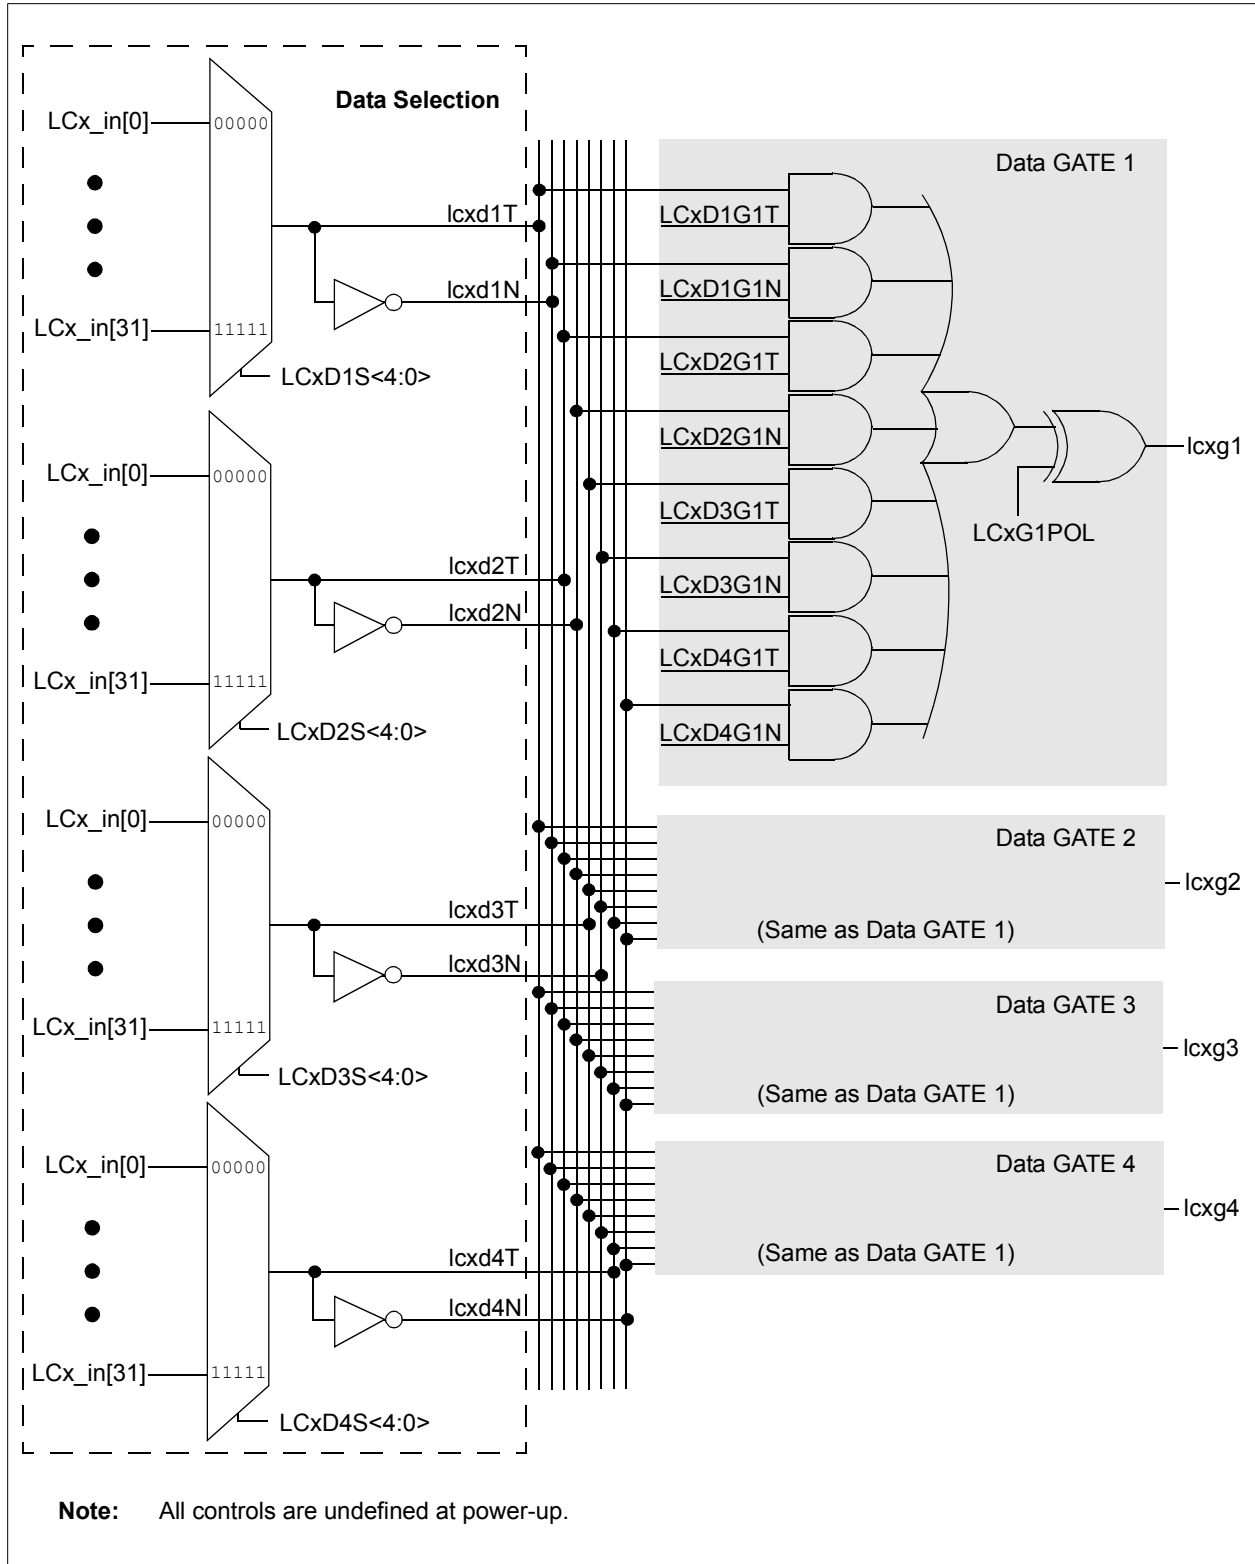 Data Selection
LCx_in[0]
00000
lcxd1T
lcxd1N
LCx_in[31]
11111
LCxD1S<4:0>
LCx_in[0]
00000
lcxd2T
lcxd2N
LCx_in[31]
11111
LCxD2S<4:0>
LCx_in[0]
00000
lcxd3T
lcxd3N
LCx_in[31]
11111
LCxD3S<4:0>
LCx_in[0]
00000
lcxd4T
lcxd4N
LCx_in[31]
11111
LCxD4S<4:0>
Data GATE 1
LCxD1G1T
LCxD1G1N
LCxD2G1T
LCxD2G1N
LCxD3G1T
LCxD3G1N
LCxD4G1T
LCxD4G1N
LCxG1POL
lcxg1
Data GATE 2
(Same as Data GATE 1)
lcxg2
Data GATE 3
(Same as Data GATE 1)
lcxg3
Data GATE 4
(Same as Data GATE 1)
lcxg4
Note: All controls are undefined at power-up.